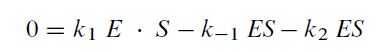 0 = k₁ E · S – k₋₁ ES – k₂ ES